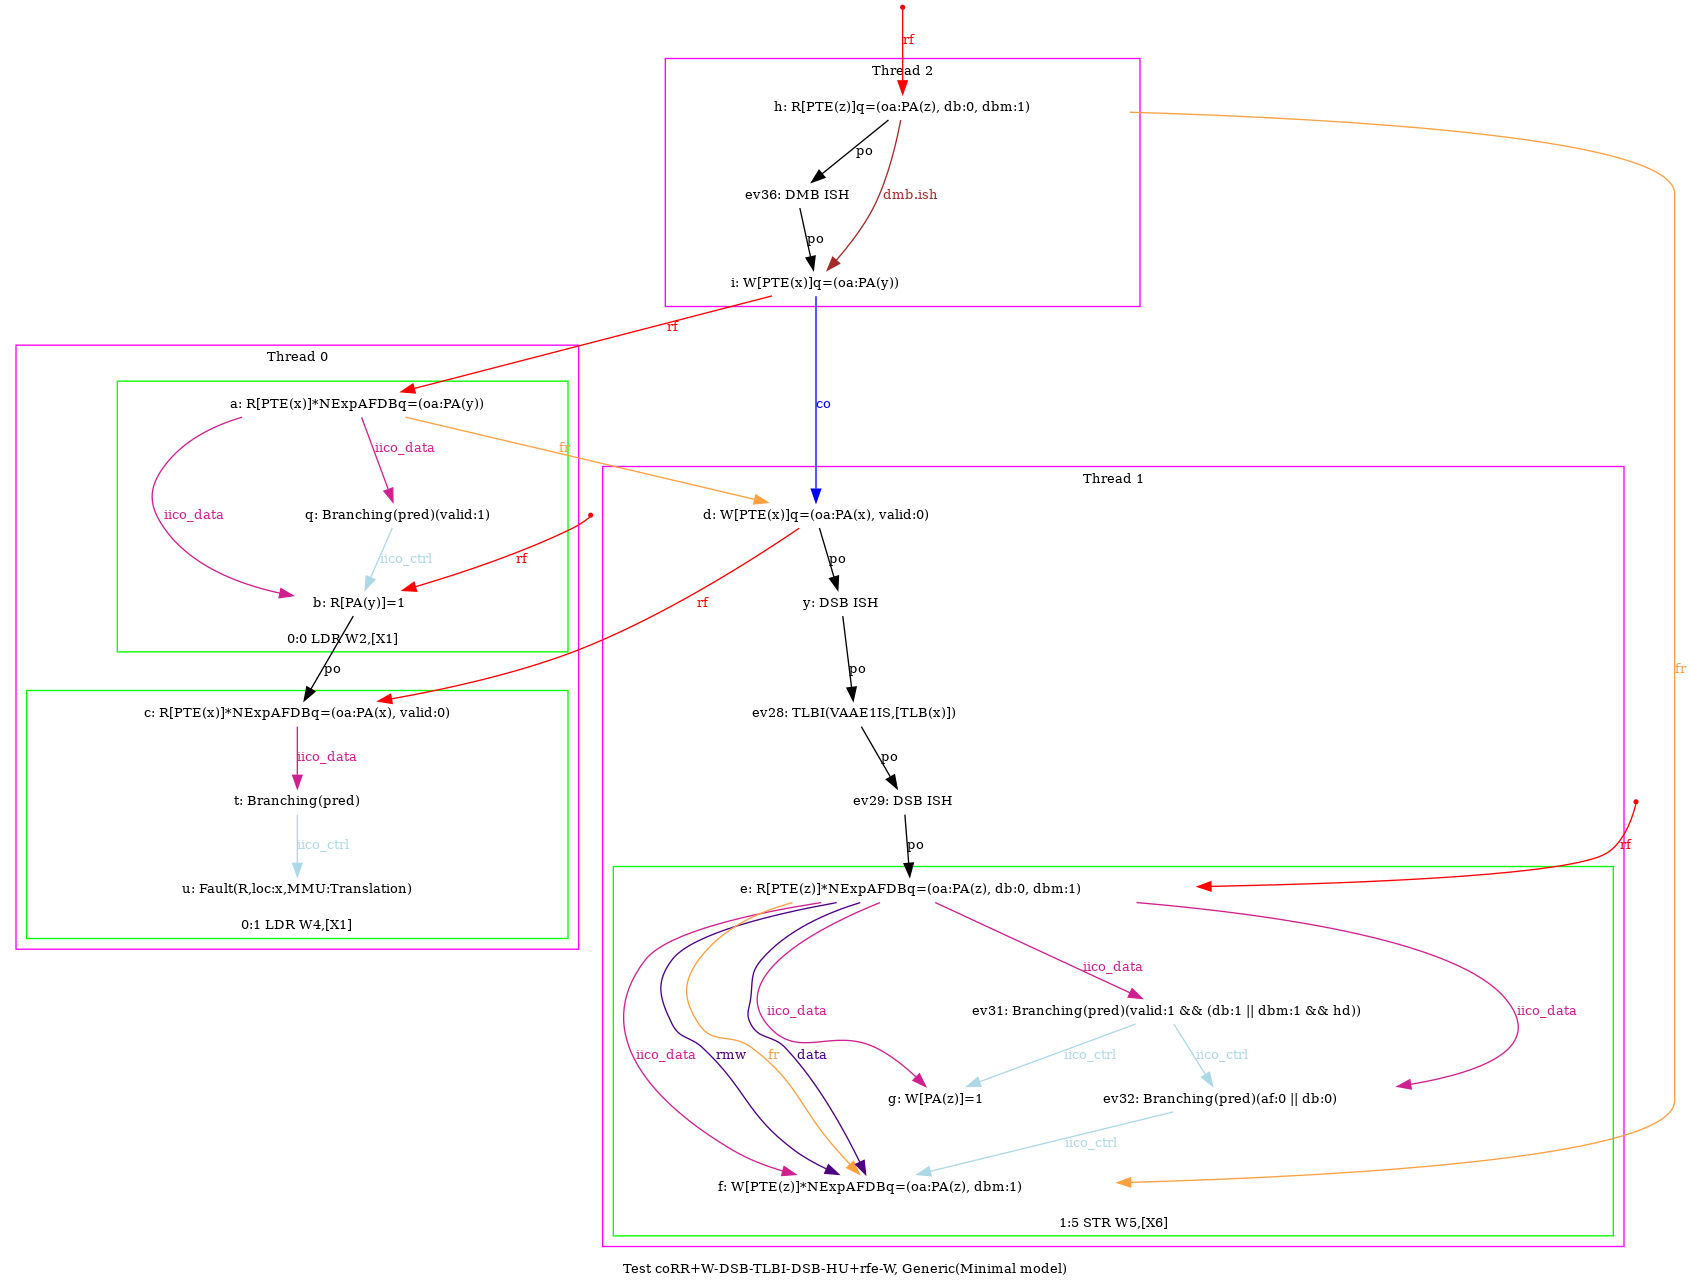 rf
Thread 2
h: R[PTE(z)]q=(oa:PA(z), db:0, dbm:1)
po
ev36: DMB ISH
dmb.ish
po
i: W[PTE(x)]q=(oa:PA(y))
rf
Thread 0
a: R[PTE(x)]*NExpAFDBq=(oa:PA(y))
co
iico_data
fr
Thread 1
iico_data
q: Branching(pred)(valid:1)
d: W[PTE(x)]q=(oa:PA(x), valid:0)
iico_ctrl
rf
po
b: R[PA(y)]=1
rf
y: DSB ISH
0:0 LDR W2,[X1]
po
po
fr
c: R[PTE(x)]*NExpAFDBq=(oa:PA(x), valid:0)
ev28: TLBI(VAAE1IS,[TLB(x)])
iico_data
po
t: Branching(pred)
ev29: DSB ISH
iico_ctrl
po
rf
u: Fault(R,loc:x,MMU:Translation)
e: R[PTE(z)]*NExpAFDBq=(oa:PA(z), db:0, dbm:1)
0:1 LDR W4,[X1]
iico_data
iico_data
ev31: Branching(pred)(valid:1 && (db:1 || dbm:1 && hd))
iico_data
iico_data
rmw
fr
data
iico_ctrl
iico_ctrl
g: W[PA(z)]=1
ev32: Branching(pred)(af:0 || db:0)
iico_ctrl
f: W[PTE(z)]*NExpAFDBq=(oa:PA(z), dbm:1)
1:5 STR W5,[X6]
Test coRR+W-DSB-TLBI-DSB-HU+rfe-W, Generic(Minimal model)